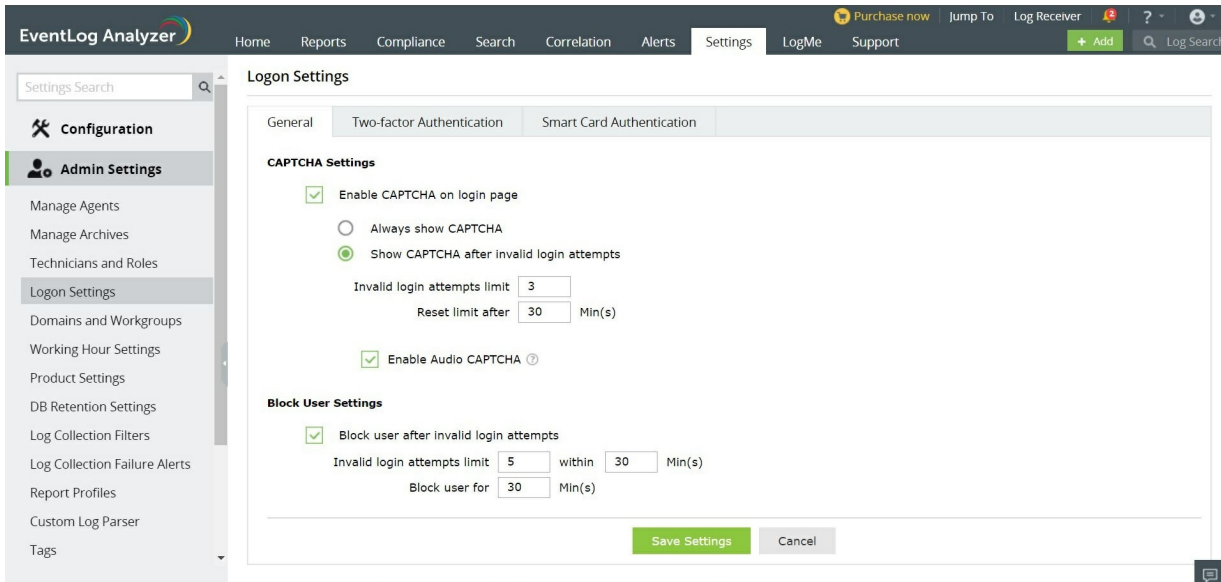 Purchase now Jump To Log Receiver 2 ?
EventLog Analyzer
Home Reports Compliance Search Correlation Alerts Settings LogMe Support + Add Log Search
Settings Search
Configuration
Admin Settings
Manage Agents
Manage Archives
Technicians and Roles
Logon Settings
Domains and Workgroups
Working Hour Settings
Product Settings
DB Retention Settings
Log Collection Filters
Log Collection Failure Alerts
Report Profiles
Custom Log Parser
Tags
Logon Settings
General Two-factor Authentication Smart Card Authentication
CAPTCHA Settings
Enable CAPTCHA on login page
Always show CAPTCHA
Show CAPTCHA after invalid login attempts
Invalid login attempts limit 3
Reset limit after 30 Min(s)
Enable Audio CAPTCHA ?
Block User Settings
Block user after invalid login attempts
Invalid login attempts limit 5 within 30 Min(s)
Block user for 30 Min(s)
Save Settings Cancel